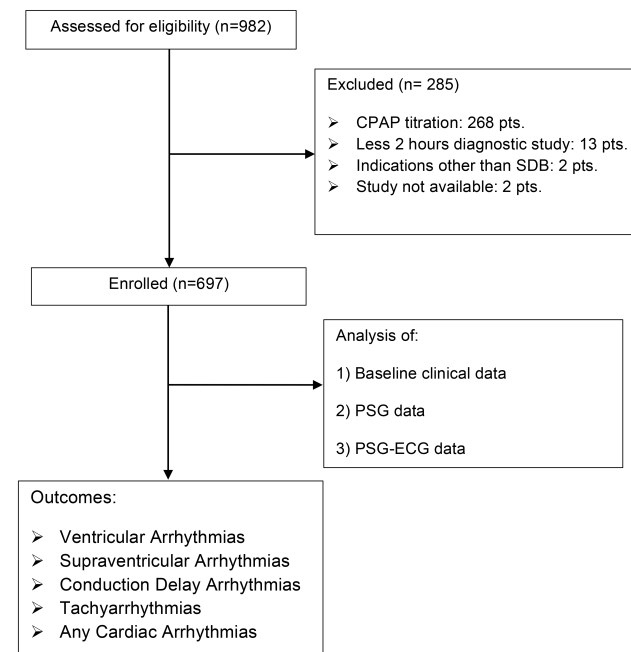 Assessed for eligibility (n=982)
Excluded (n= 285)
➢ CPAP titration: 268 pts.
➢ Less 2 hours diagnostic study: 13 pts.
➢ Indications other than SDB: 2 pts.
➢ Study not available: 2 pts.
Enrolled (n=697)
Analysis of:
1) Baseline clinical data
2) PSG data
3) PSG-ECG data
Outcomes:
➢ Ventricular Arrhythmias
➢ Supraventricular Arrhythmias
➢ Conduction Delay Arrhythmias
➢ Tachyarrhythmias
➢ Any Cardiac Arrhythmias